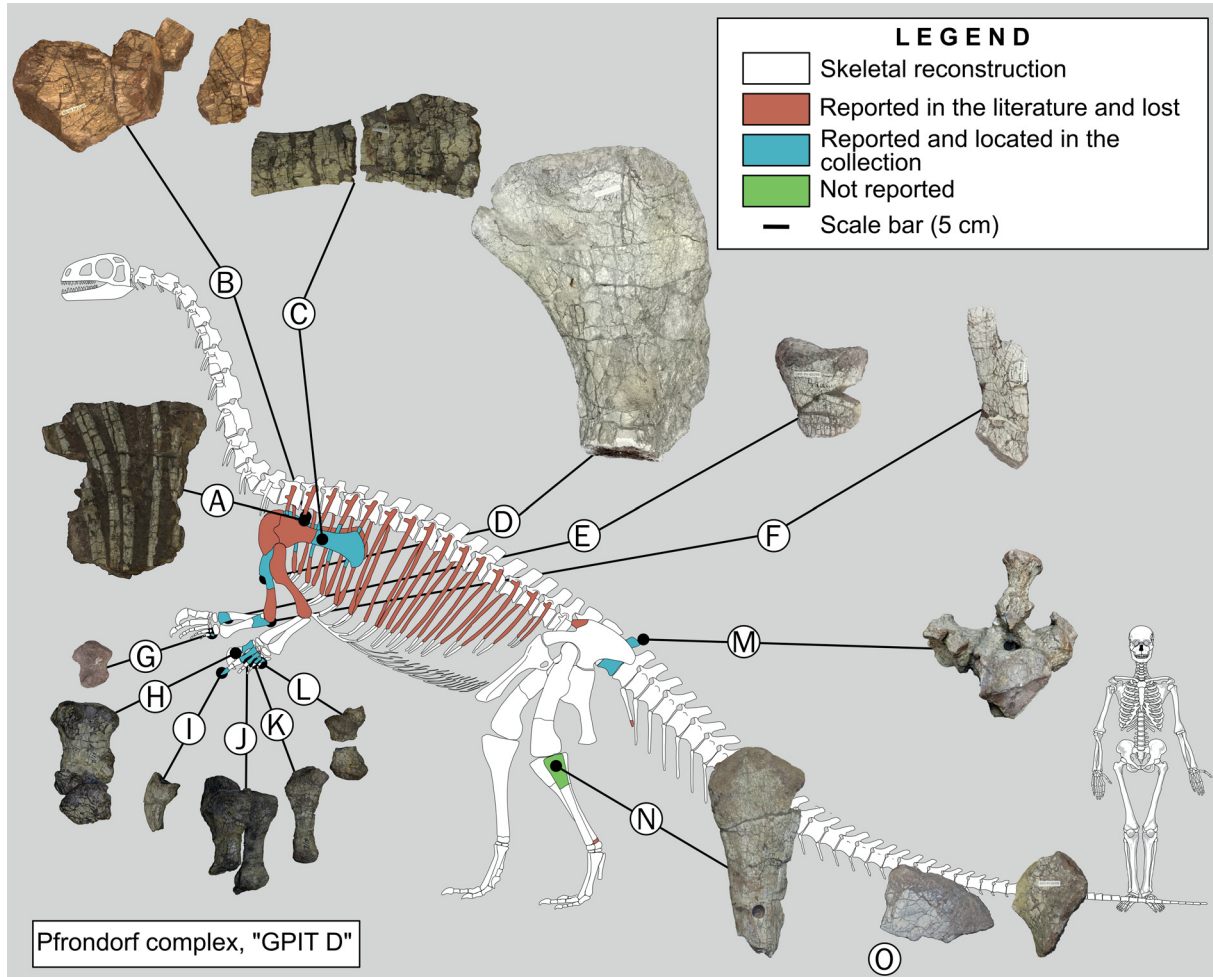 L E G E N D
Skeletal reconstruction
Reported in the literature and lost
Reported and located in the
collection
Not reported
Scale bar (5 cm)
B
C
A
D
E
F
G
H
I
J
K
L
M
N
O
Pfrondorf complex, "GPIT D"